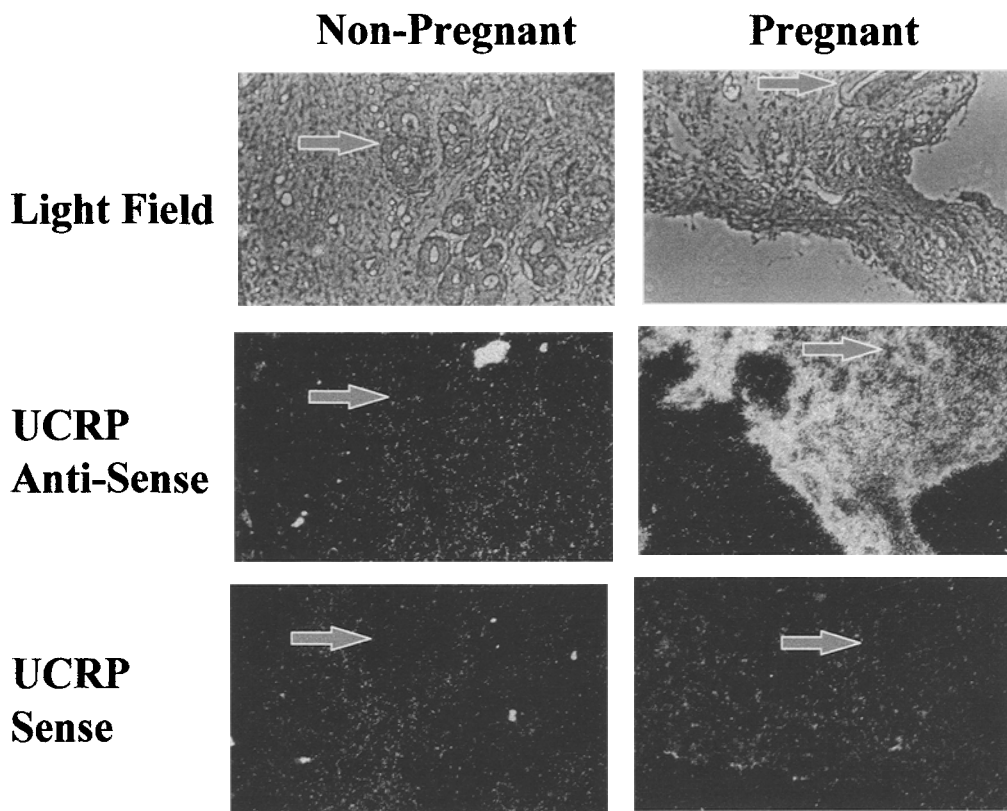 Non-Pregnant
Pregnant
Light Field
UCRP
Anti-Sense
UCRP
Sense